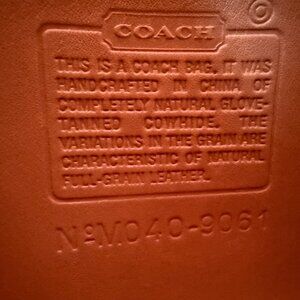 ©
COACH
THIS IS A COACH BAG. IT WAS
HANDCRAFTED IN CHINA OF
COMPLETELY NATURAL GLOVE-
TANNED COWHIDE. THE
VARIATIONS IN THE GRAIN ARE
CHARACTERISTIC OF NATURAL
FULL-GRAIN LEATHER.
NºMO40-9061